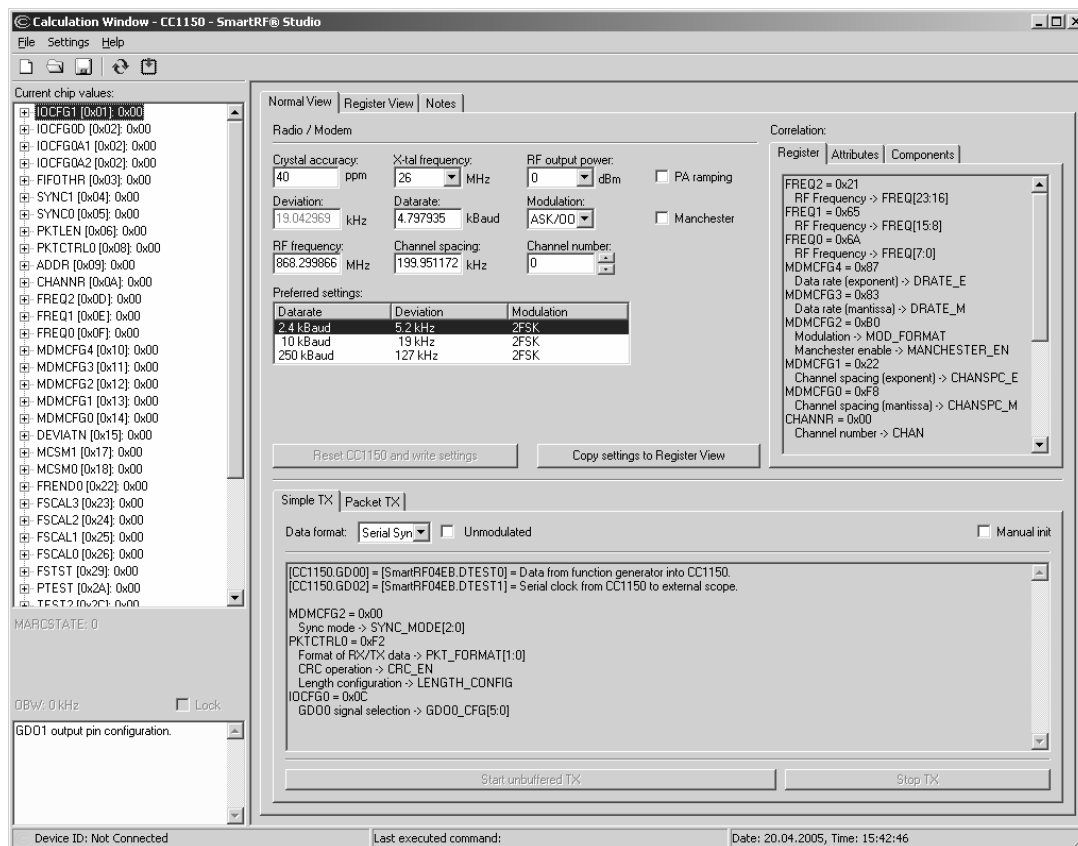 Calculation Window - CC1150 - SmartRF® Studio
File Settings Help
Current chip values:
IOCFG1 [0x01]: 0x00
IOCFG0D [0x02]: 0x00
IOCFG0A1 [0x02]: 0x00
IOCFG0A2 [0x02]: 0x00
FIFOTHR [0x03]: 0x00
SYNC1 [0x04]: 0x00
SYNC0 [0x05]: 0x00
PKTLEN [0x06]: 0x00
PKTCTRL0 [0x08]: 0x00
ADDR [0x09]: 0x00
CHANNR [0x0A]: 0x00
FREQ2 [0x0D]: 0x00
FREQ1 [0x0E]: 0x00
FREQ0 [0x0F]: 0x00
MDMCFG4 [0x10]: 0x00
MDMCFG3 [0x11]: 0x00
MDMCFG2 [0x12]: 0x00
MDMCFG1 [0x13]: 0x00
MDMCFG0 [0x14]: 0x00
DEVIATN [0x15]: 0x00
MCSM1 [0x17]: 0x00
MCSM0 [0x18]: 0x00
FREND0 [0x22]: 0x00
FSCAL3 [0x23]: 0x00
FSCAL2 [0x24]: 0x00
FSCAL1 [0x25]: 0x00
FSCAL0 [0x26]: 0x00
FSTST [0x29]: 0x00
PTEST [0x2A]: 0x00
TEST2 [0x2C]: 0x00
MARCSTATE: 0
OBW: 0 kHz Lock
GDO1 output pin configuration.
Normal View Register View Notes
Radio / Modem
Crystal accuracy: X-tal frequency: RF output power:
40 ppm 26 MHz 0 dBm PA ramping
Deviation: Datarate: Modulation:
19.042969 kHz 4.797935 kBaud ASK/OO Manchester
RF frequency: Channel spacing: Channel number:
868.299866 MHz 199.951172 kHz 0
Preferred settings:
Datarate Deviation Modulation
2.4 kBaud 5.2 kHz 2FSK
10 kBaud 19 kHz 2FSK
250 kBaud 127 kHz 2FSK
Reset CC1150 and write settings Copy settings to Register View
Correlation:
Register Attributes Components
FREQ2 = 0x21
RF Frequency -> FREQ[23:16]
FREQ1 = 0x65
RF Frequency -> FREQ[15:8]
FREQ0 = 0x6A
RF Frequency -> FREQ[7:0]
MDMCFG4 = 0x87
Data rate (exponent) -> DRATE_E
MDMCFG3 = 0x83
Data rate (mantissa) -> DRATE_M
MDMCFG2 = 0xB0
Modulation -> MOD_FORMAT
Manchester enable -> MANCHESTER_EN
MDMCFG1 = 0x22
Channel spacing (exponent) -> CHANSPC_E
MDMCFG0 = 0xF8
Channel spacing (mantissa) -> CHANSPC_M
CHANNR = 0x00
Channel number -> CHAN
Simple TX Packet TX
Data format: Serial Syn Unmodulated Manual init
[CC1150.GDO0] = [SmartRF04EB.DTEST0] = Data from function generator into CC1150.
[CC1150.GDO2] = [SmartRF04EB.DTEST1] = Serial clock from CC1150 to external scope.
MDMCFG2 = 0x00
Sync mode -> SYNC_MODE[2:0]
PKTCTRL0 = 0xF2
Format of RX/TX data -> PKT_FORMAT[1:0]
CRC operation -> CRC_EN
Length configuration -> LENGTH_CONFIG
IOCFG0 = 0x0C
GDO0 signal selection -> GDO0_CFG[5:0]
Start unbuffered TX Stop TX
Device ID: Not Connected Last executed command: Date: 20.04.2005, Time: 15:42:46